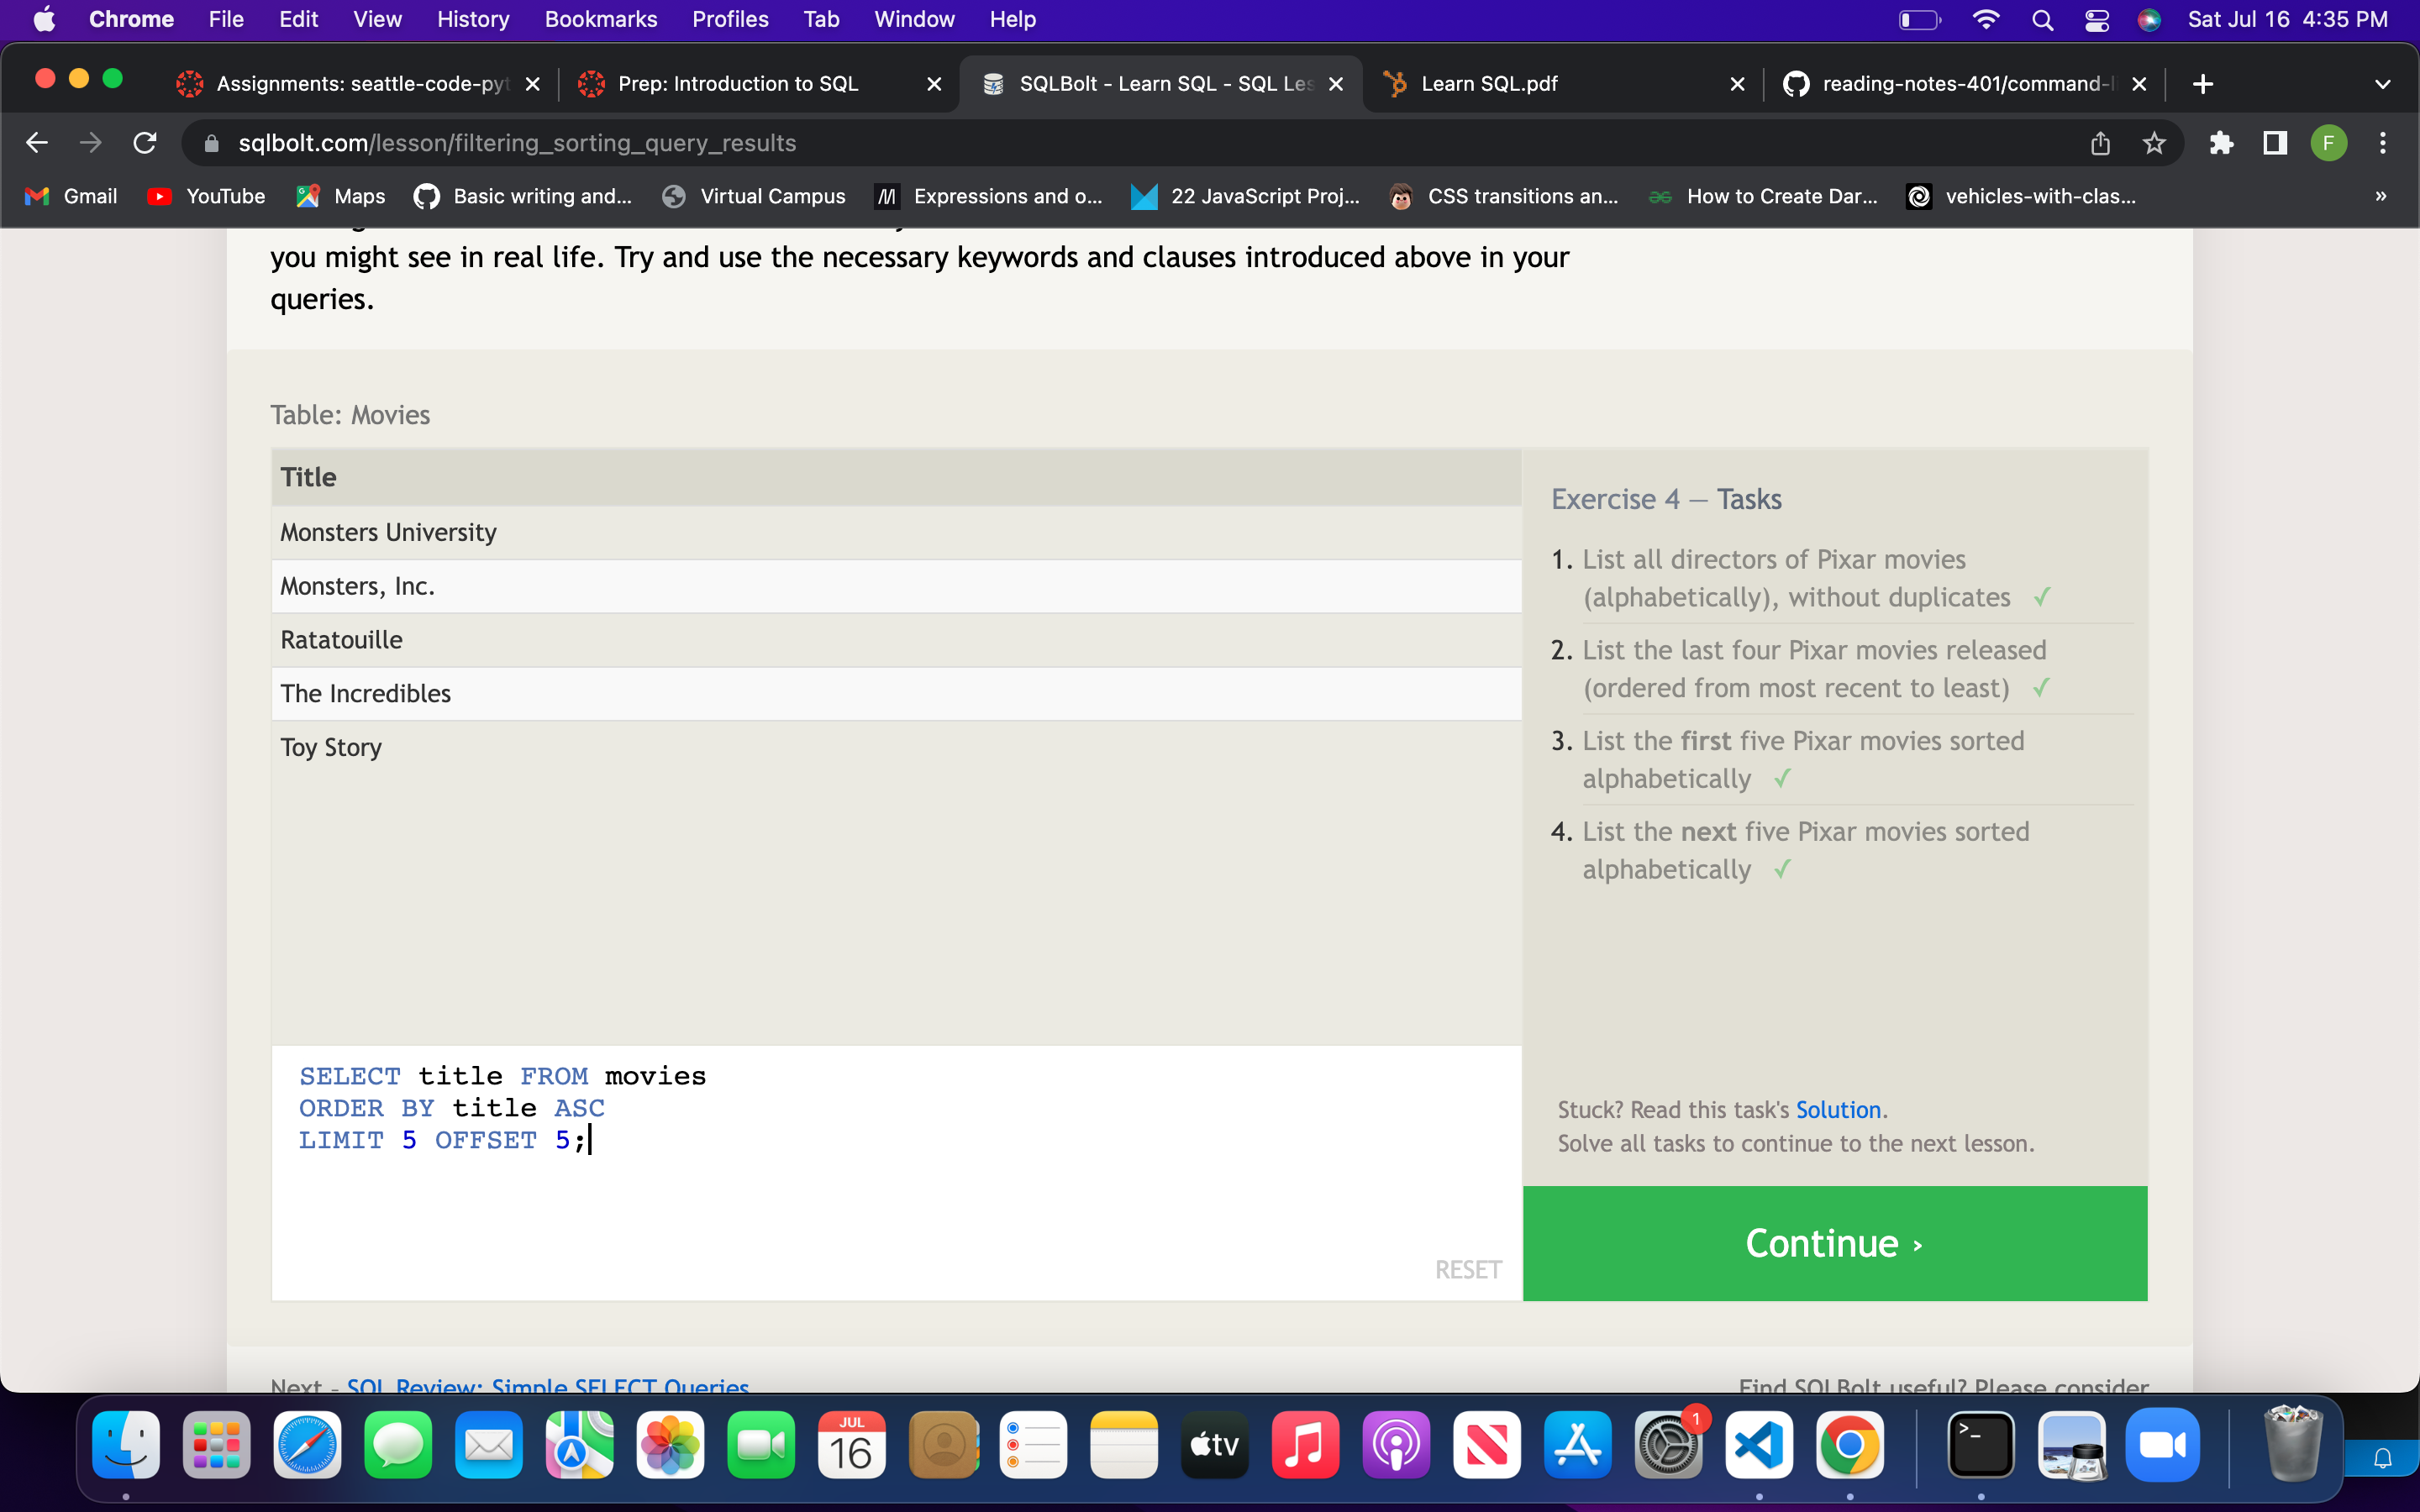 Chrome File Edit View History Bookmarks Profiles Tab Window Help Sat Jul 16 4:35 PM
Assignments: seattle-code-pyt Prep: Introduction to SQL SQLBolt - Learn SQL - SQL Les Learn SQL.pdf reading-notes-401/command-li
sqlbolt.com/lesson/filtering_sorting_query_results F
Gmail YouTube Maps Basic writing and... Virtual Campus Expressions and o... 22 JavaScript Proj... CSS transitions an... How to Create Dar... vehicles-with-clas... »
you might see in real life. Try and use the necessary keywords and clauses introduced above in your
queries.
Table: Movies
Title
Monsters University
Monsters, Inc.
Ratatouille
The Incredibles
Toy Story
SELECT title FROM movies
ORDER BY title ASC
LIMIT 5 OFFSET 5;
RESET
Exercise 4 — Tasks
1. List all directors of Pixar movies
(alphabetically), without duplicates ✓
2. List the last four Pixar movies released
(ordered from most recent to least) ✓
3. List the first five Pixar movies sorted
alphabetically ✓
4. List the next five Pixar movies sorted
alphabetically ✓
Stuck? Read this task's Solution.
Solve all tasks to continue to the next lesson.
Continue ›
Next – SQL Review: Simple SELECT Queries
Find SQLBolt useful? Please consider
JUL
16
tv
1
>_